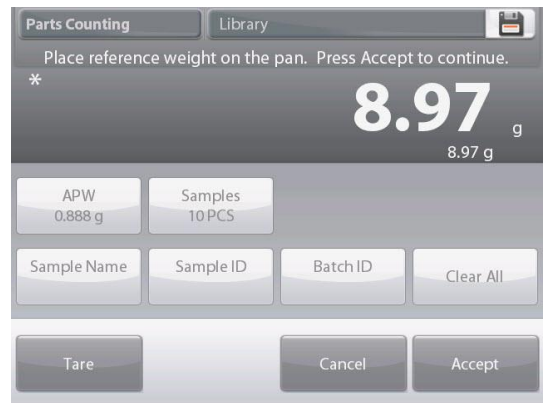 Parts Counting Library
Place reference weight on the pan. Press Accept to continue.
*
8.97 g
8.97 g
APW Samples
0.888 g 10 PCS
Sample Name Sample ID Batch ID Clear All
Tare Cancel Accept